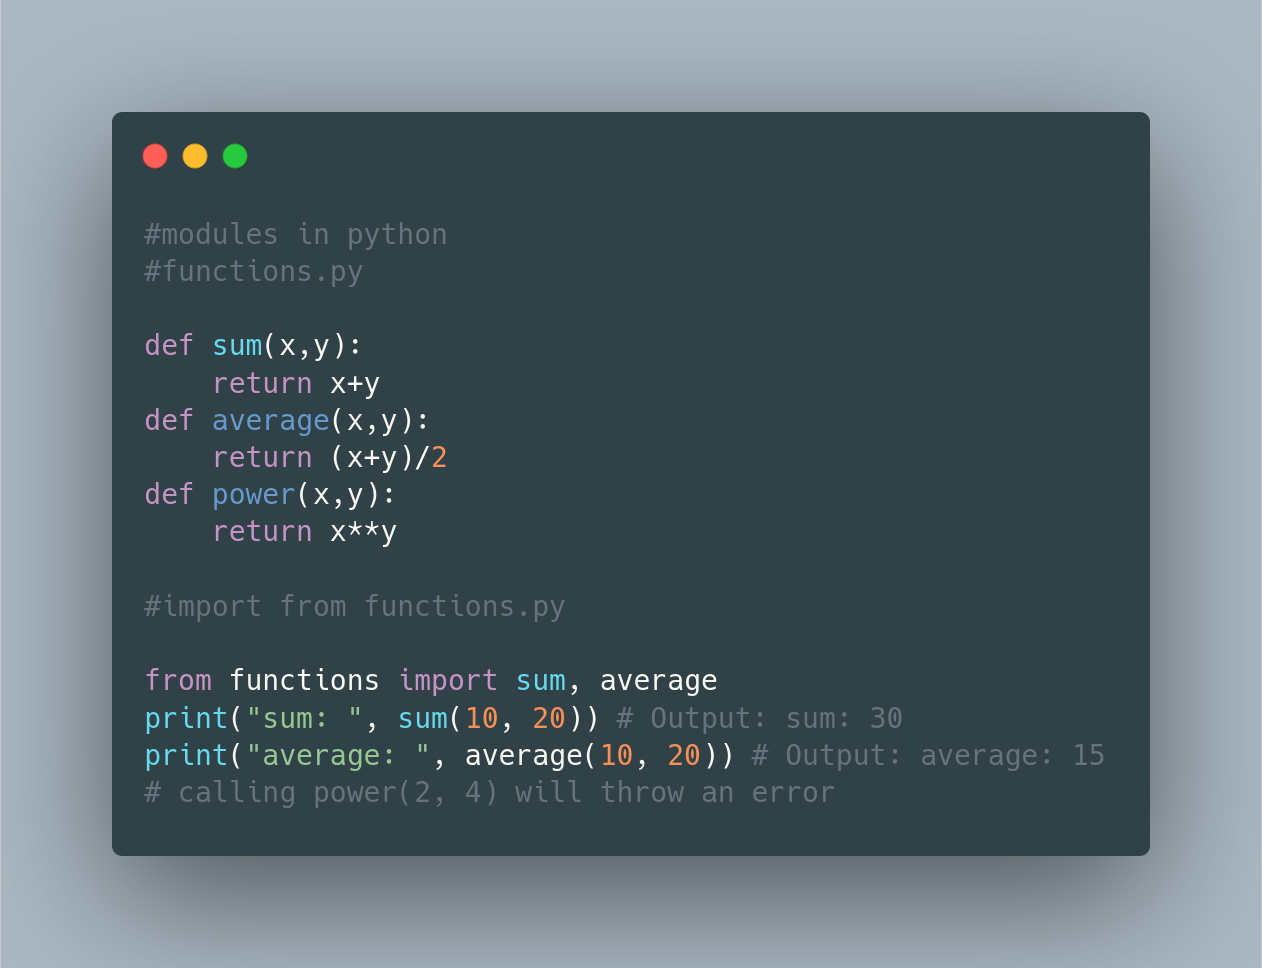 #modules in python
#functions.py
def sum(x,y):
    return x+y
def average(x,y):
    return (x+y)/2
def power(x,y):
    return x**y
#import from functions.py
from functions import sum, average
print("sum: ", sum(10, 20)) # Output: sum: 30
print("average: ", average(10, 20)) # Output: average: 15
# calling power(2, 4) will throw an error